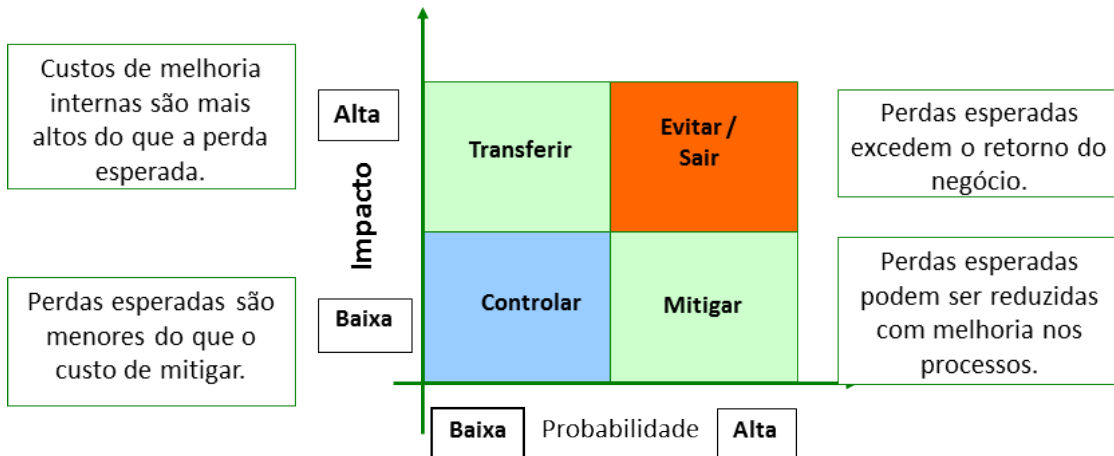 Custos de melhoria
internas são mais
altos do que a perda
esperada.
Alta
Transferir
Evitar /
Sair
Perdas esperadas
excedem o retorno do
negócio.
Impacto
Perdas esperadas são
menores do que o
custo de mitigar.
Baixa
Controlar
Mitigar
Perdas esperadas
podem ser reduzidas
com melhoria nos
processos.
Baixa
Probabilidade
Alta